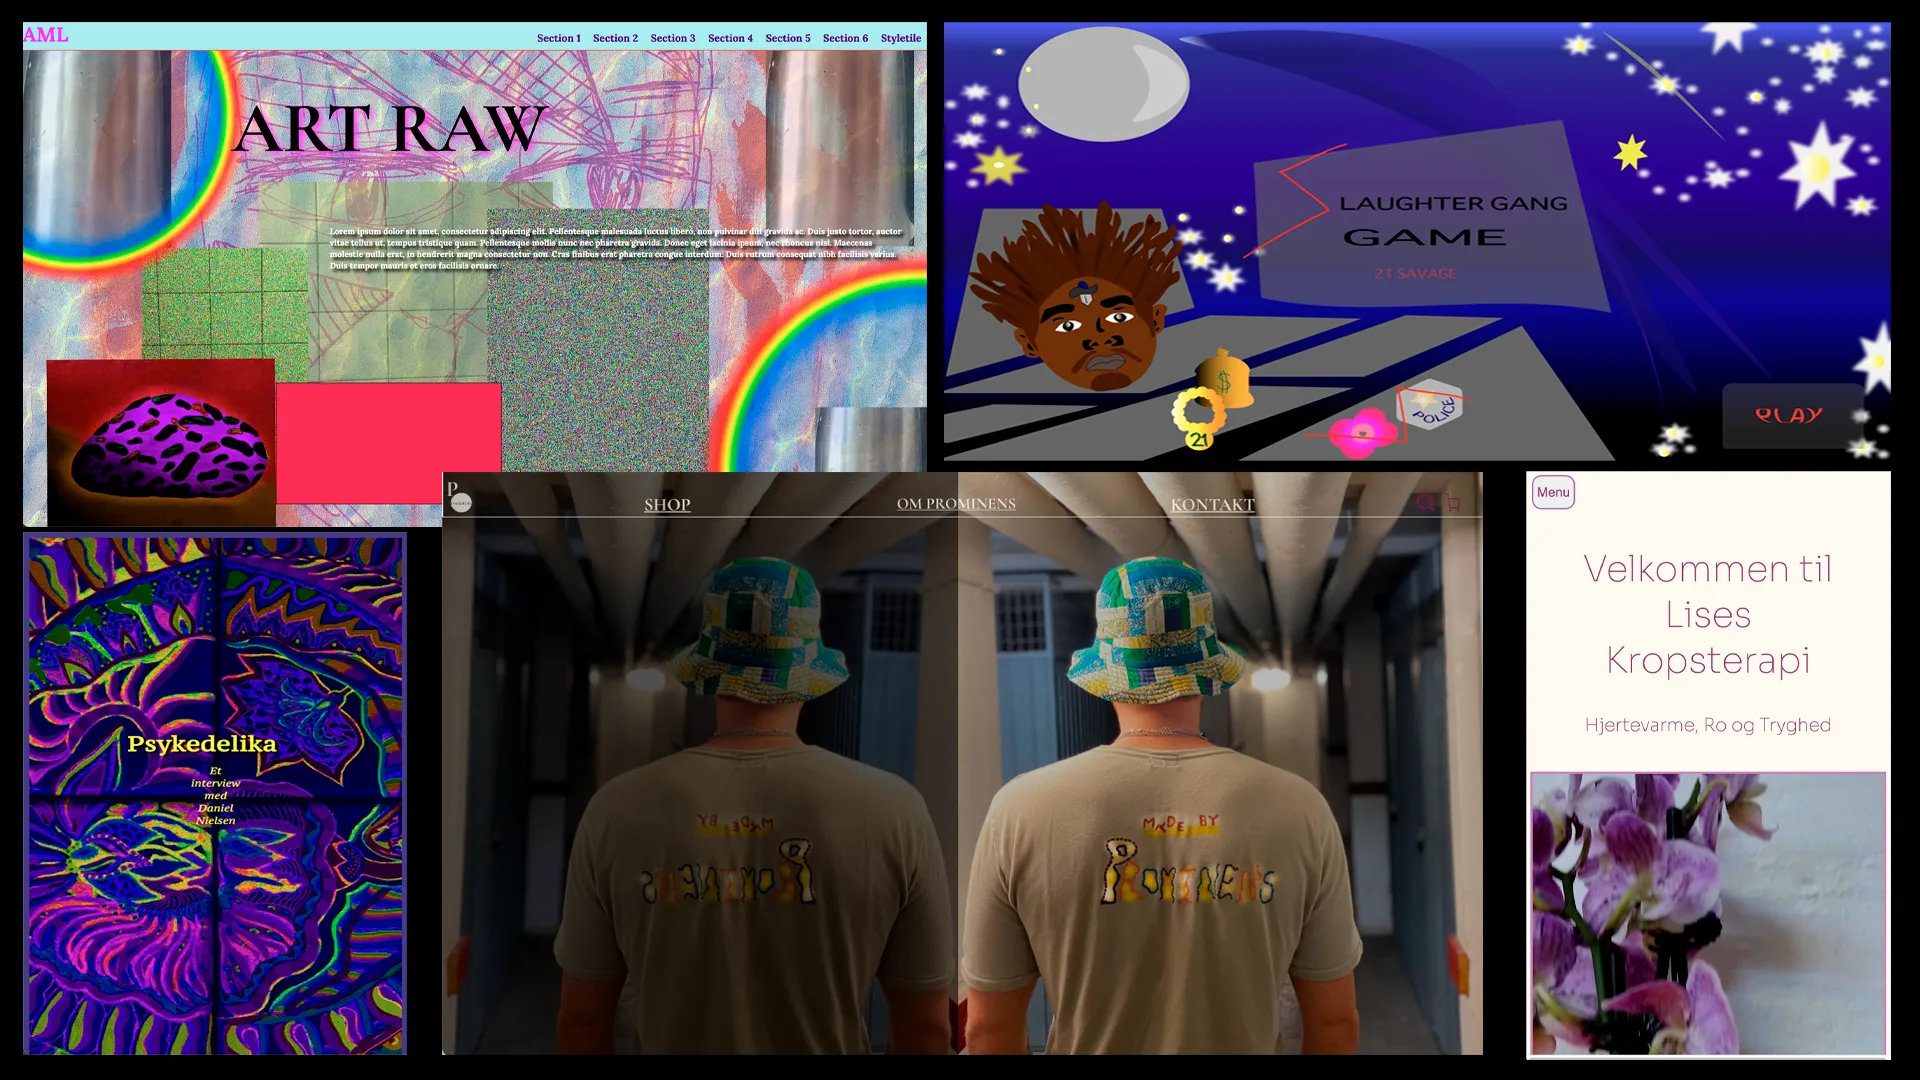 AML
Section 1 Section 2 Section 3 Section 4 Section 5 Section 6 Styletile
ART RAW
Lorem ipsum dolor sit amet, consectetur adipiscing elit. Pellentesque malesuada luctus libero, non pulvinar dui gravida ac. Duis justo tortor, auctor
vitae tellus ut, tempus tristique quam. Pellentesque mollis nunc nec pharetra gravida. Donec eget lacinia ipsum, nec rhoncus nisi. Maecenas
molestie nulla erat, in hendrerit magna consectetur non. Cras finibus erat pharetra congue interdum. Duis rutrum consequat nibh facilisis varius.
Duis tempor mauris et eros facilisis ornare.
LAUGHTER GANG
GAME
21 SAVAGE
$
21
POLICE
PLAY
Psykedelika
Et
interview
med
Daniel
Nielsen
P
SHOP OM PROMINENS KONTAKT
MADE BY
PROMINENS
MADE BY
PROMINENS
Menu
Velkommen til
Lises
Kropsterapi
Hjertevarme, Ro og Tryghed